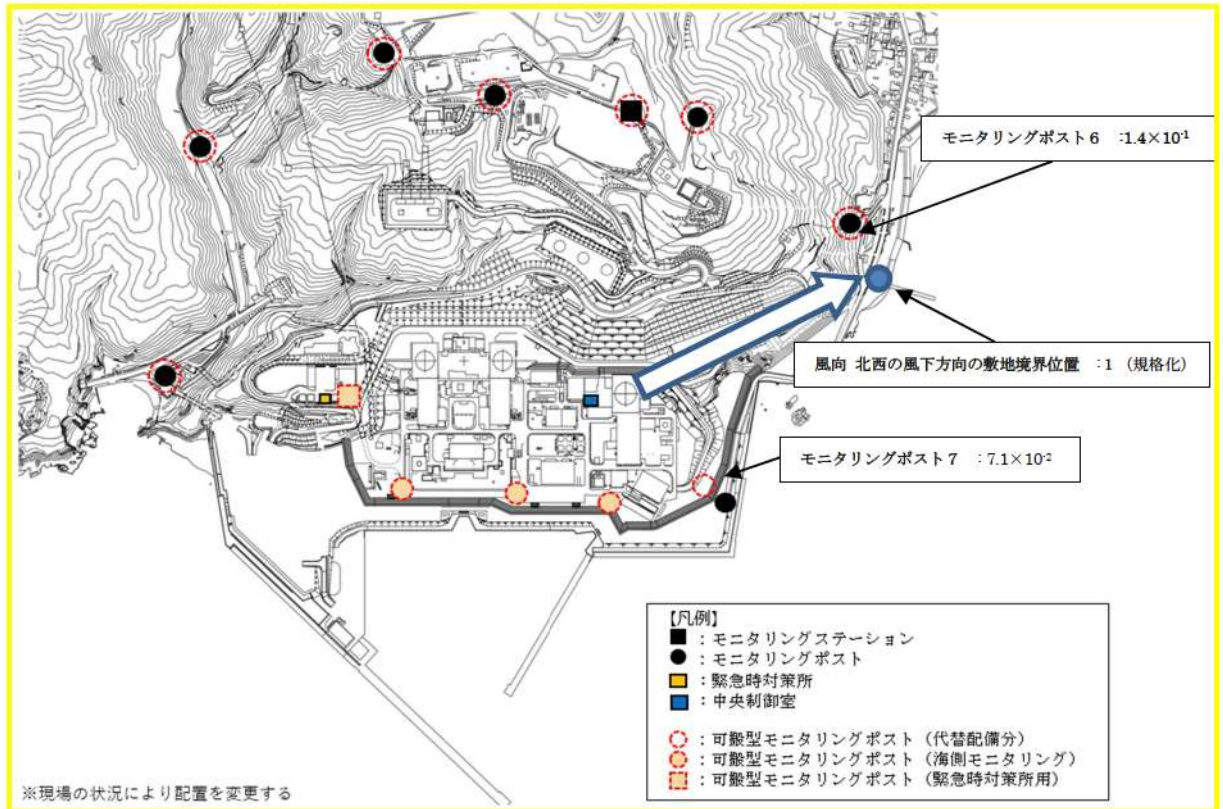 モニタリングポスト6 :1.4×10⁻¹
風向 北西の風下方向の敷地境界位置 :1 (規格化)
モニタリングポスト7 :7.1×10⁻²
【凡例】
■ : モニタリングステーション
● : モニタリングポスト
: 緊急時対策所
: 中央制御室
: 可搬型モニタリングポスト (代替配備分)
: 可搬型モニタリングポスト (海側モニタリング)
: 可搬型モニタリングポスト (緊急時対策所用)
※現場の状況により配置を変更する